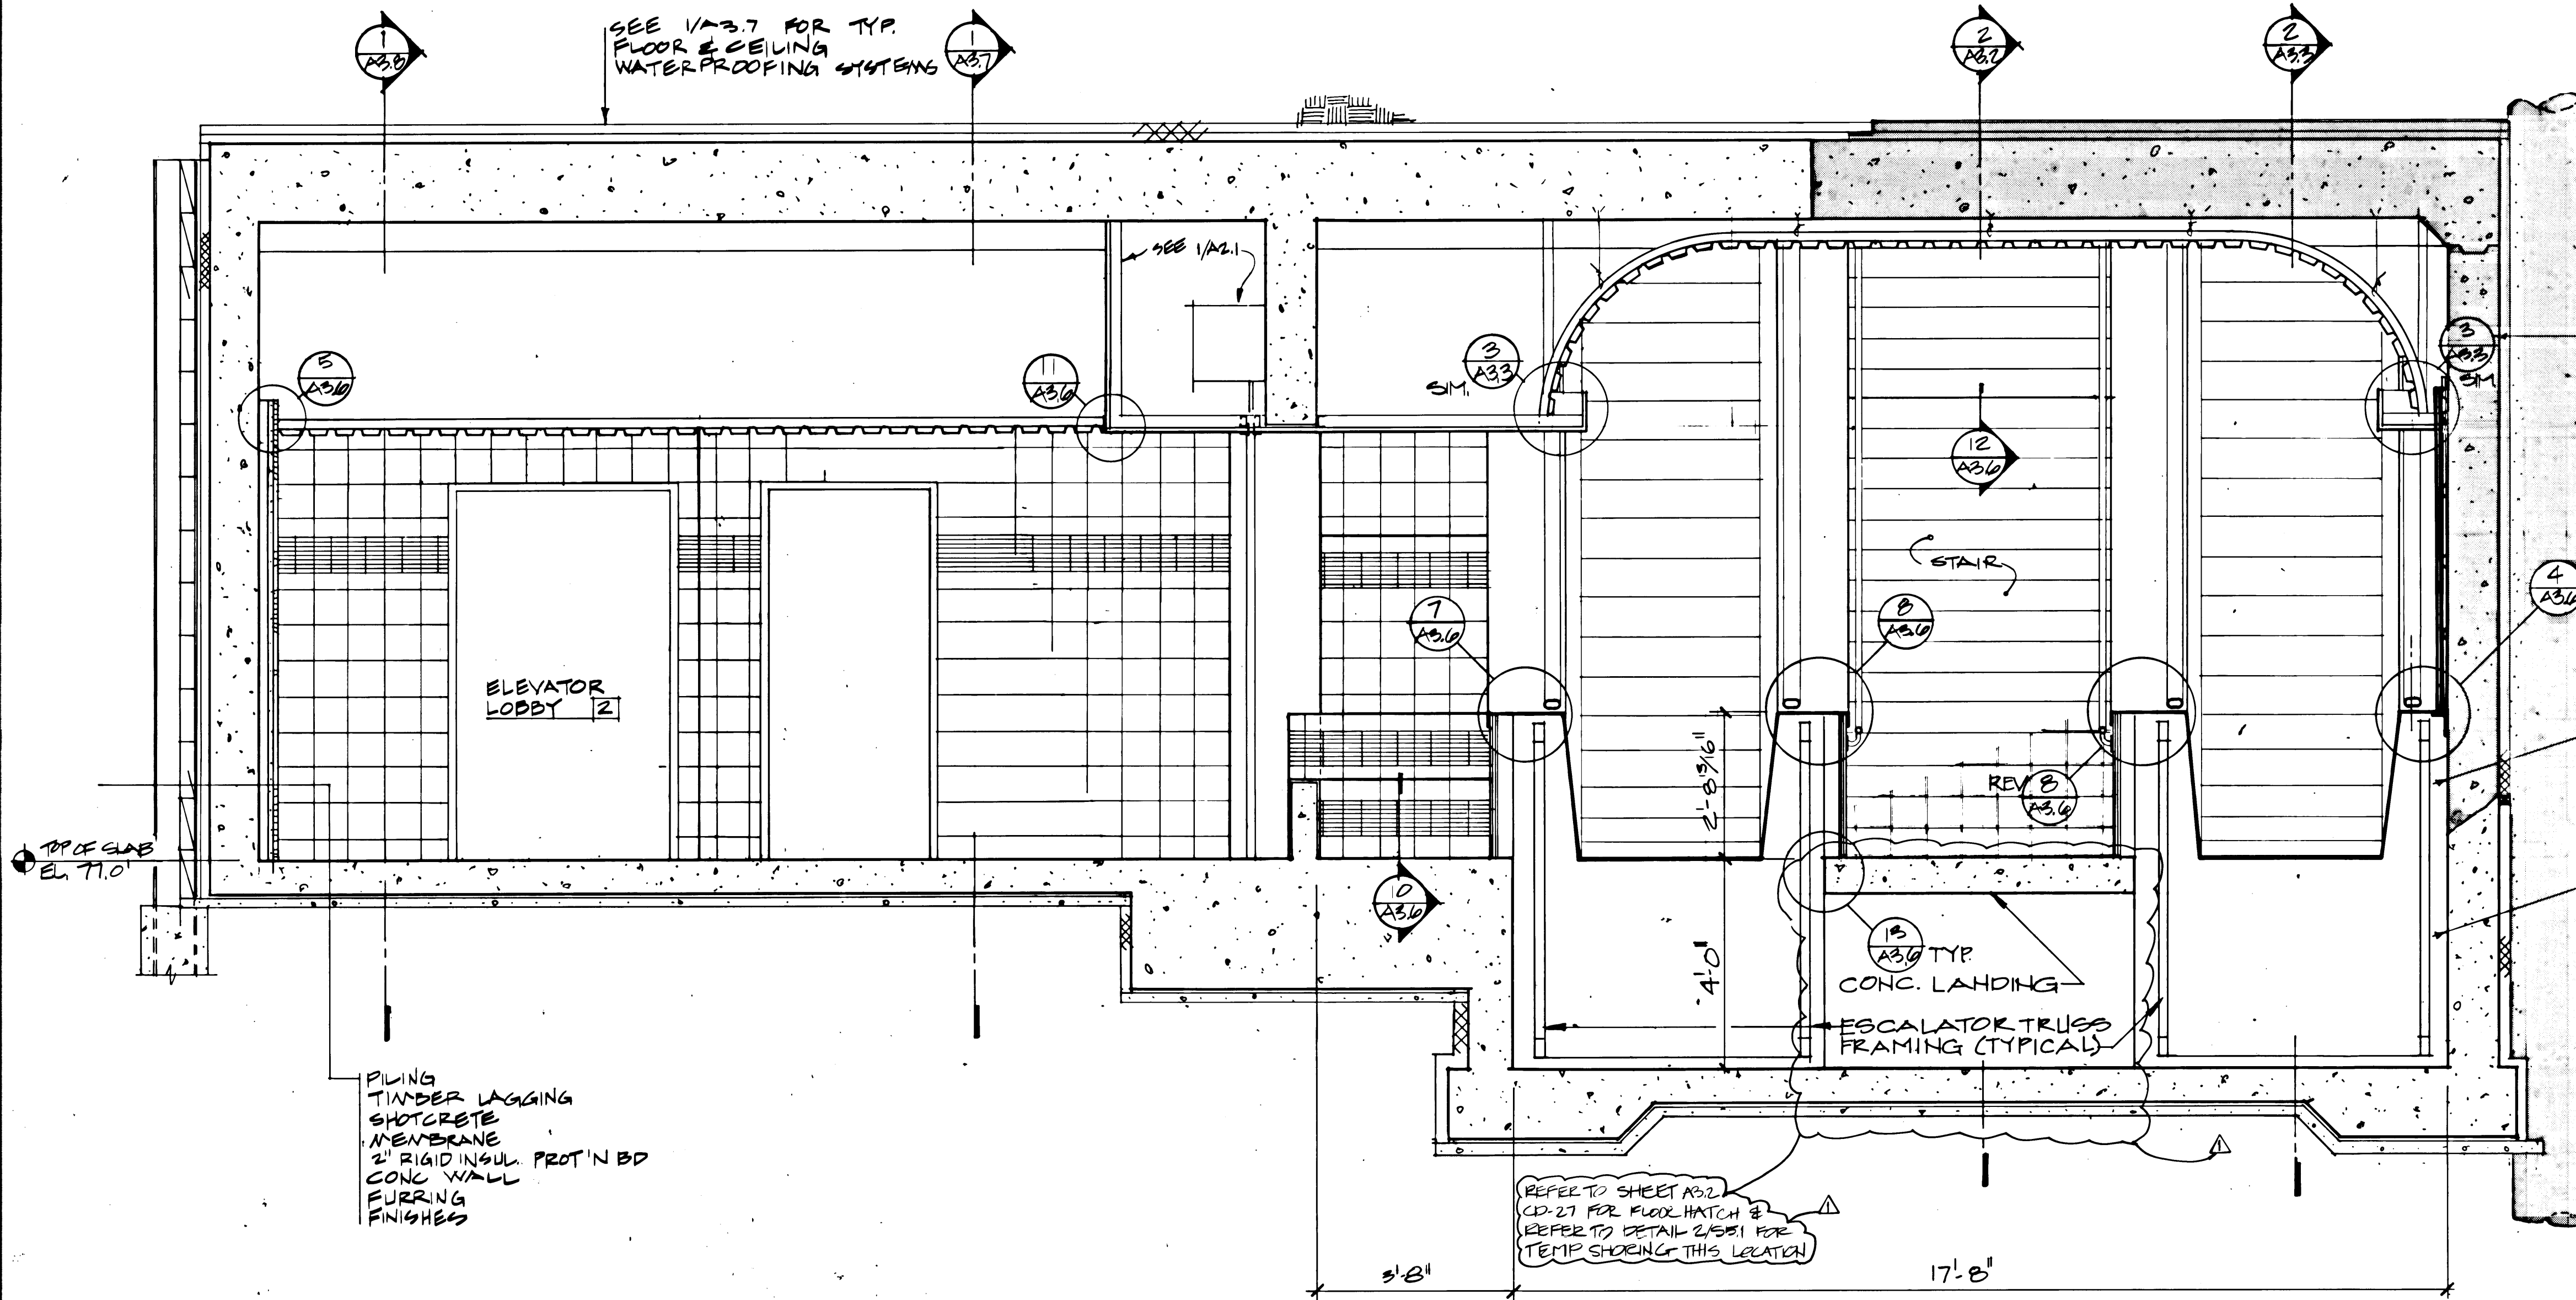 1
A3.8
SEE 1/A3.7 FOR TYP.
FLOOR & CEILING
WATERPROOFING SYSTEMS
1
A3.7
2
A3.2
2
A3.3
SEE 1/A2.1
5
A3.6
11
A3.6
3
A3.3
SIM.
3
A3.3
SIM.
12
A3.6
STAIR
4
A3.6
7
A3.6
8
A3.6
ELEVATOR
LOBBY 2
2'-8 13/16"
REV. 8
A3.6
TOP OF SLAB
EL. 77.0'
10
A3.6
13
A3.6 TYP.
4'-0"
CONC. LANDING
ESCALATOR TRUSS
FRAMING (TYPICAL)
PILING
TIMBER LAGGING
SHOTCRETE
MEMBRANE
2" RIGID INSUL. PROT'N BD
CONC WALL
FURRING
FINISHES
1
REFER TO SHEET A3.2
CD-27 FOR FLOOR HATCH &
REFER TO DETAIL 2/S5.1 FOR
TEMP SHORING THIS LOCATION
1
3'-8"
17'-8"